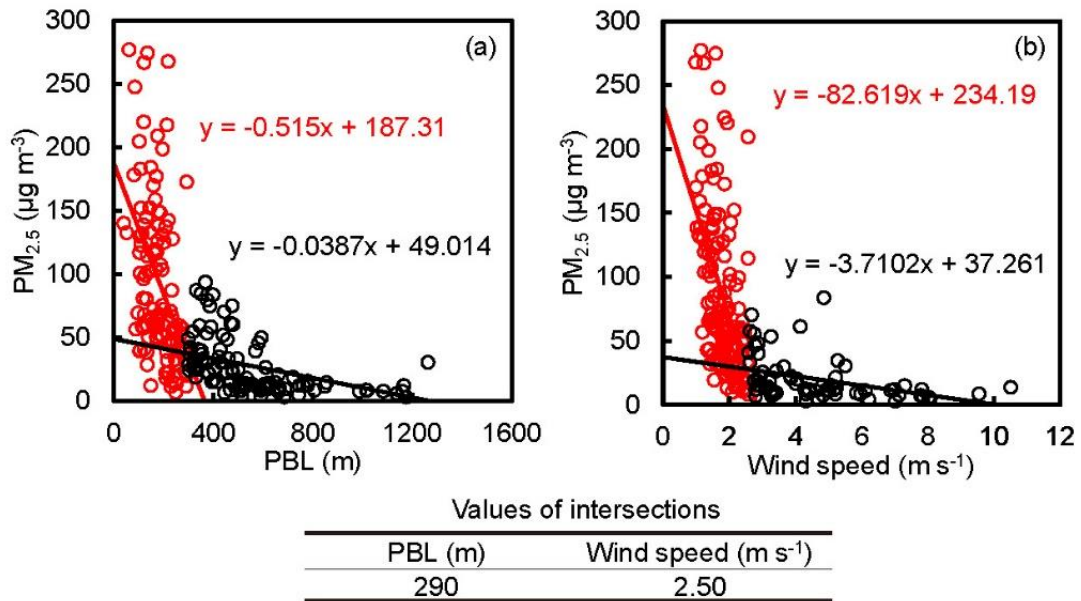 300
250
200
150
100
50
0
PM2.5 (µg m-3)
(a)
y = -0.515x + 187.31
y = -0.0387x + 49.014
0 400 800 1200 1600
PBL (m)
300
250
200
150
100
50
0
PM2.5 (µg m-3)
(b)
y = -82.619x + 234.19
y = -3.7102x + 37.261
0 2 4 6 8 10 12
Wind speed (m s-1)
Values of intersections
PBL (m) Wind speed (m s-1)
290 2.50